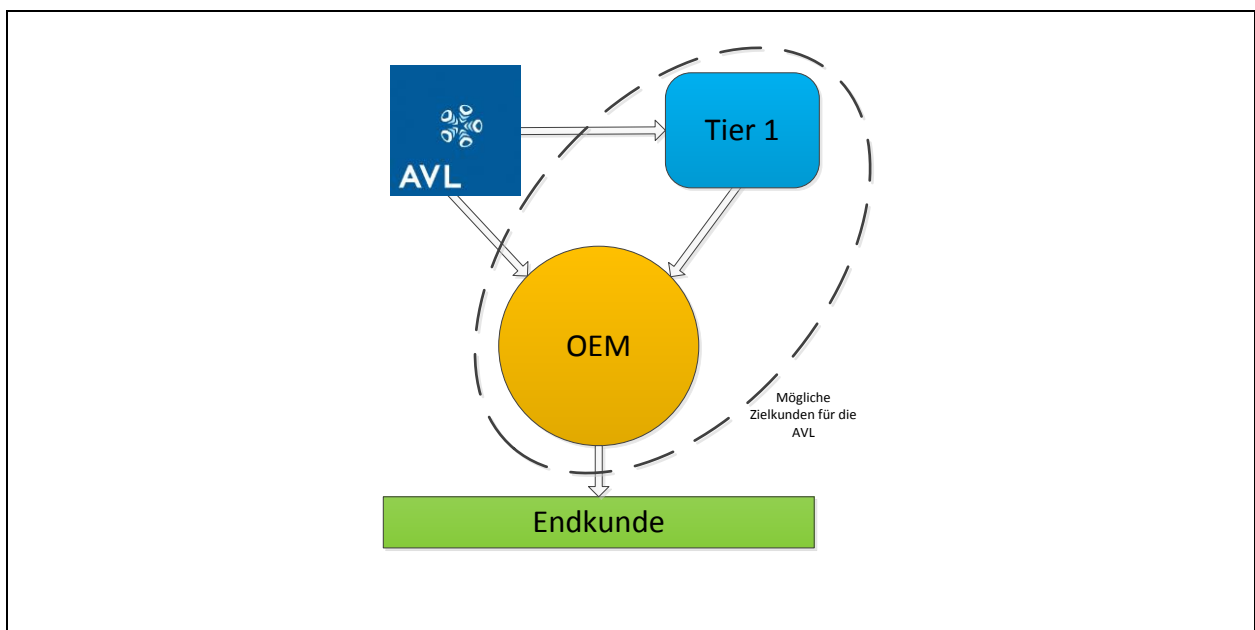 Tier 1
AVL
OEM
Mögliche
Zielkunden für die
AVL
Endkunde